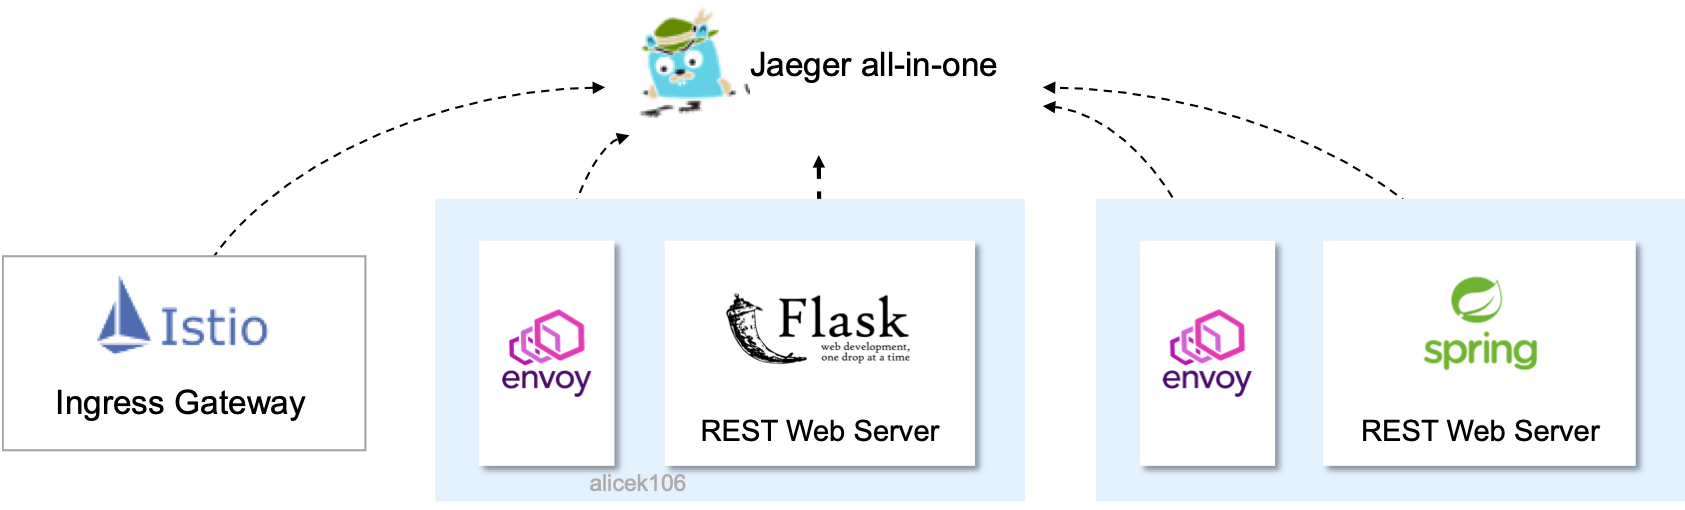 Jaeger all-in-one
Istio
Ingress Gateway
envoy
Flask
web development,
one drop at a time
REST Web Server
alicek106
envoy
spring
REST Web Server